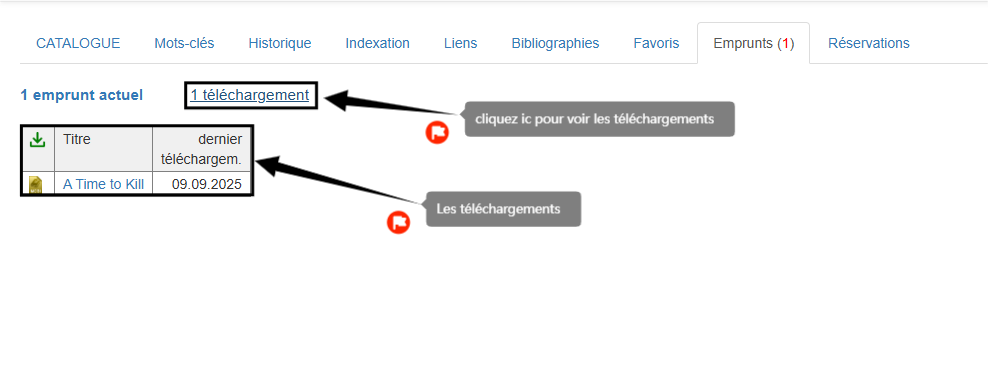 CATALOGUE Mots-clés Historique Indexation Liens Bibliographies Favoris Emprunts (1) Réservations
1 emprunt actuel 1 téléchargement
cliquez ic pour voir les téléchargements
Titre dernier
téléchargem.
A Time to Kill 09.09.2025
Les téléchargements